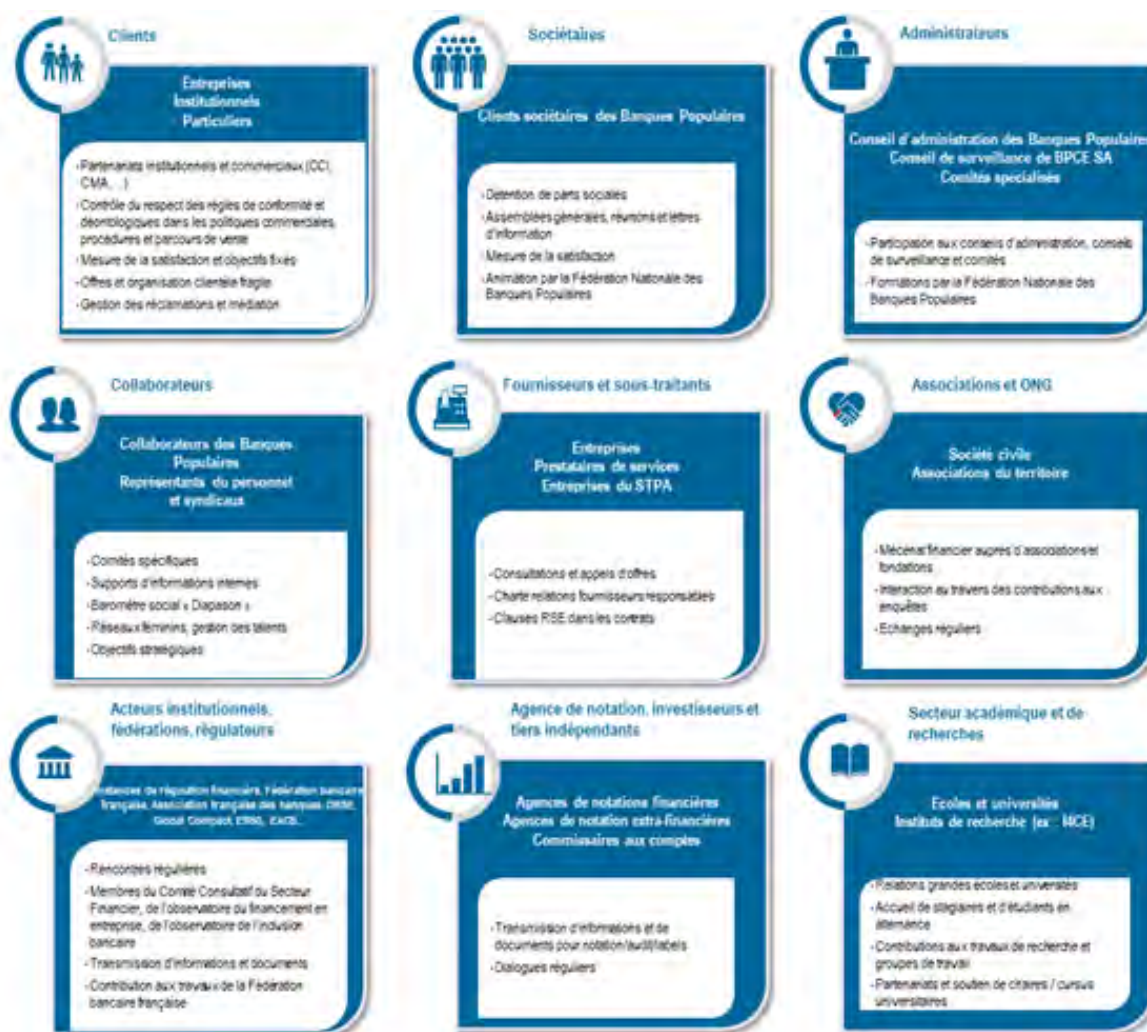 Clients
Entreprises
Institutionnels
Particuliers
-Partenariats institutionnels et commerciaux (CCI,
CMA, ...)
-Contrôle du respect des règles de conformité et
déontologiques dans les politiques commerciales,
procédures et parcours de vente
-Mesure de la satisfaction et objectifs fixés
-Offres et organisation clientèle fragile
-Gestion des réclamations et médiation
Sociétaires
Clients sociétaires des Banques Populaires
-Détention de parts sociales
-Assemblées générales, réunions et lettres
d'information
-Mesure de la satisfaction
-Animation par la Fédération Nationale des
Banques Populaires
Administrateurs
Conseil d'administration des Banques Populaires
Conseil de surveillance de BPCE SA
Comités spécialisés
-Participation aux conseils d'administration, conseils
de surveillance et comités
-Formations par la Fédération Nationale des
Banques Populaires
Collaborateurs
Collaborateurs des Banques
Populaires
Représentants du personnel
et syndicaux
-Comités spécifiques
-Supports d'informations internes
-Baromètre social « Diapason »
-Réseaux féminins, gestion des talents
-Objectifs stratégiques
Fournisseurs et sous-traitants
Entreprises
Prestataires de services
Entreprises du STPA
-Consultations et appels d'offres
-Charte relations fournisseurs responsables
-Clauses RSE dans les contrats
Associations et ONG
Société civile
Associations du territoire
-Mécénat financier auprès d'associations et
fondations
-Interaction au travers des contributions aux
enquêtes
-Echanges réguliers
Acteurs institutionnels,
fédérations, régulateurs
de régulation financière, Fédération bancaire
française, Association française des banques,
Global Compact,
-Rencontres régulières
-Membres du Comité Consultatif du Secteur
Financier, de l'observatoire du financement en
entreprise, de l'observatoire de l'inclusion
bancaire
-Transmission d'informations et documents
-Contribution aux travaux de la Fédération
bancaire française
Agence de notation, investisseurs et
tiers indépendants
Agences de notations financières
Agences de notation extra-financières
Commissaires aux comptes
-Transmission d'informations et de
documents pour notation/audit/labels
-Dialogues réguliers
Secteur académique et de
recherches
Ecoles et universités
Instituts de recherche (ex : I4CE)
-Relations grandes écoles et universités
-Accueil de stagiaires et d'étudiants en
alternance
-Contributions aux travaux de recherche et
groupes de travail
-Partenariats et soutien de chaires / cursus
universitaires